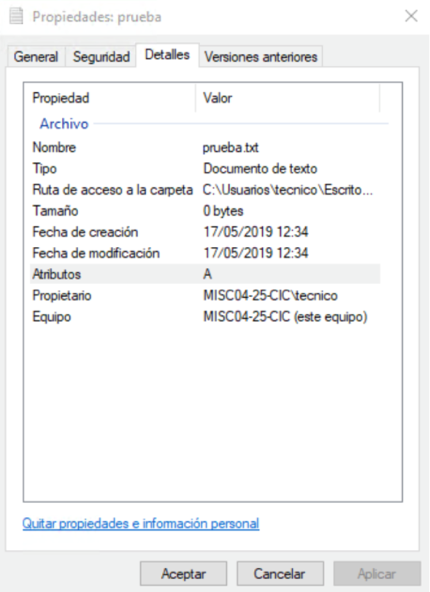 Propiedades: prueba
General Seguridad Detalles Versiones anteriores
Propiedad Valor
Archivo
Nombre prueba.txt
Tipo Documento de texto
Ruta de acceso a la carpeta C:\Usuarios\tecnico\Escrito...
Tamaño 0 bytes
Fecha de creación 17/05/2019 12:34
Fecha de modificación 17/05/2019 12:34
Atributos A
Propietario MISC04-25-CIC\tecnico
Equipo MISC04-25-CIC (este equipo)
Quitar propiedades e información personal
Aceptar Cancelar Aplicar